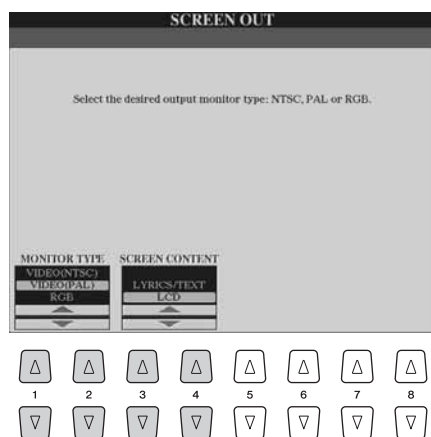 SCREEN OUT
Select the desired output monitor type: NTSC, PAL or RGB.
MONITOR TYPE SCREEN CONTENT
VIDEO(NTSC)
VIDEO(PAL) LYRICS/TEXT
RGB LCD
1 2 3 4 5 6 7 8